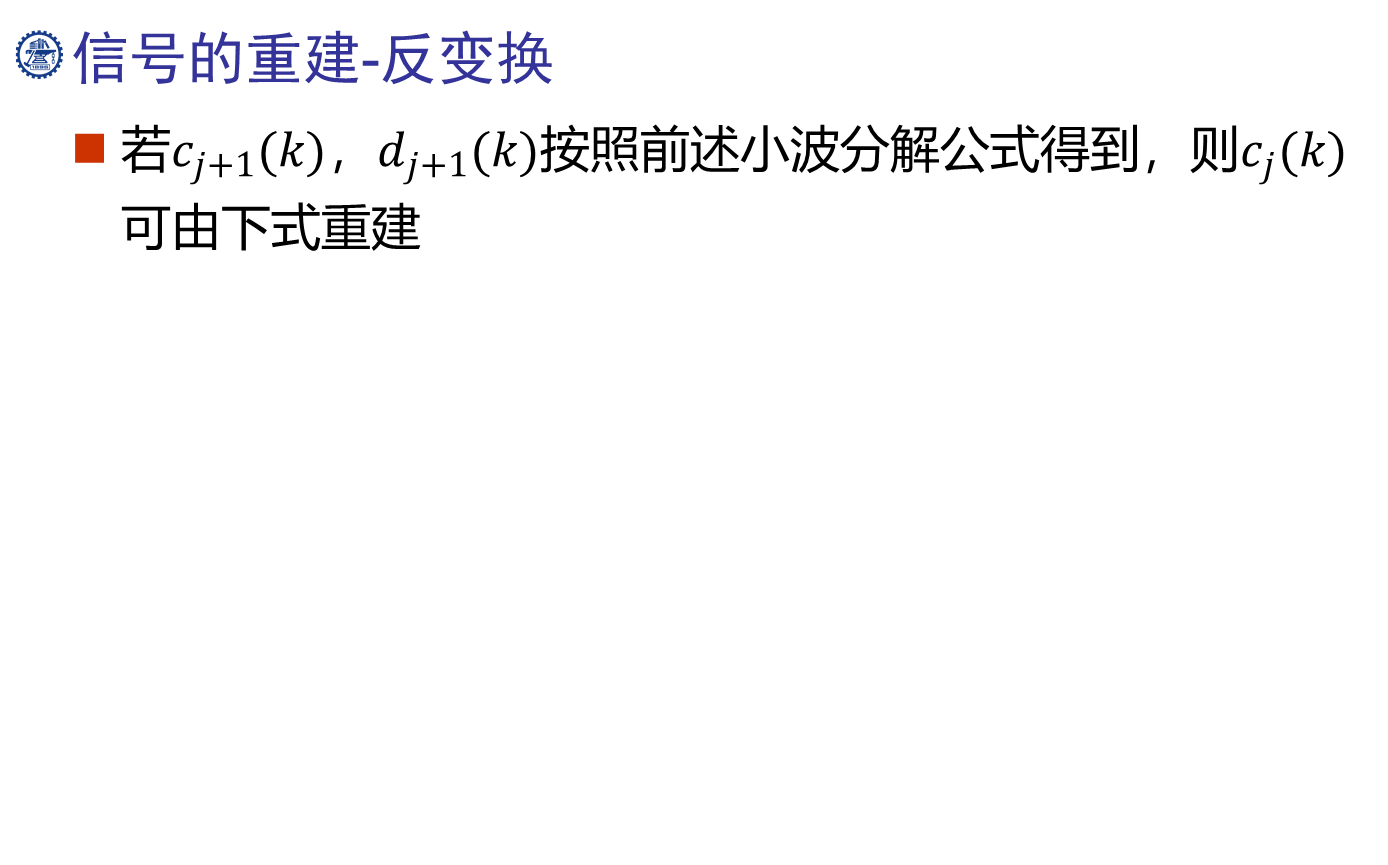 信号的重建-反变换
若c_{j+1}(k)，d_{j+1}(k)按照前述小波分解公式得到，则c_j(k)
可由下式重建